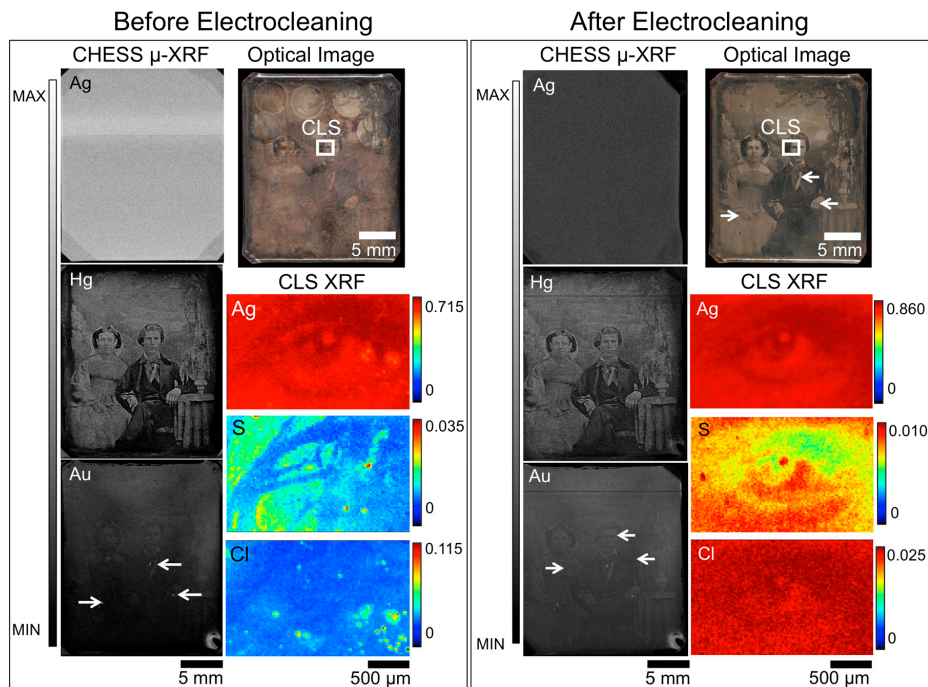 Before Electrocleaning
After Electrocleaning
CHESS µ-XRF
Optical Image
MAX
Ag
CLS
5 mm
Hg
CLS XRF
Ag
0.715
0
S
0.035
0
Au
Cl
0.115
0
MIN
5 mm
500 µm
CHESS µ-XRF
Optical Image
MAX
Ag
CLS
5 mm
Hg
CLS XRF
Ag
0.860
0
S
0.010
0
Au
Cl
0.025
0
MIN
5 mm
500 µm